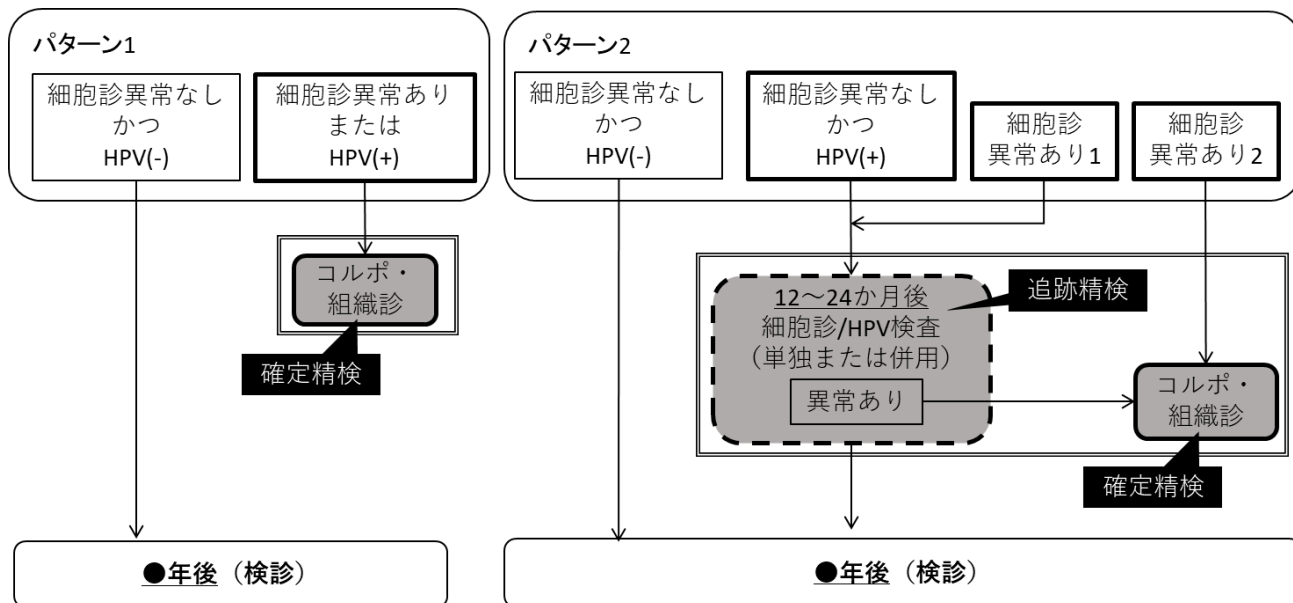 パターン1
細胞診異常なし
かつ
HPV(-)
細胞診異常あり
または
HPV(+)
コルポ・
組織診
確定精検
●年後（検診）
パターン2
細胞診異常なし
かつ
HPV(-)
細胞診異常なし
かつ
HPV(+)
細胞診
異常あり1
細胞診
異常あり2
12～24か月後
細胞診/HPV検査
（単独または併用）
異常あり
追跡精検
コルポ・
組織診
確定精検
●年後（検診）